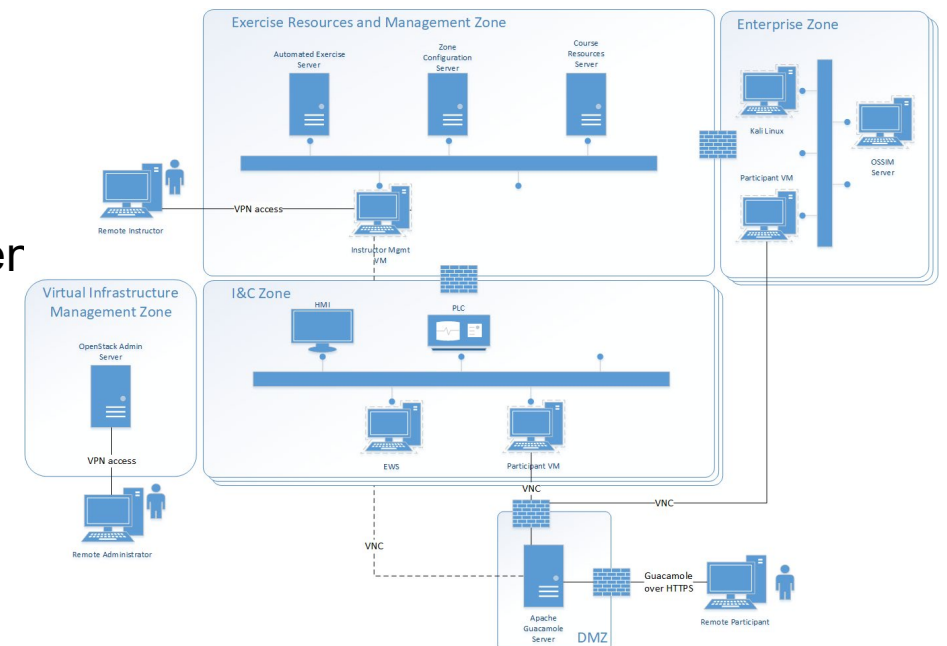 Exercise Resources and Management Zone
Enterprise Zone
Automated Exercise
Server
Zone
Configuration
Server
Course
Resources
Server
Kali Linux
OSSIM
Server
Participant VM
Remote Instructor
VPN access
Instructor Mgmt
VM
er
Virtual Infrastructure
Management Zone
OpenStack Admin
Server
VPN access
Remote Administrator
I&C Zone
HMI
PLC
EWS
Participant VM
VNC
VNC
VNC
Guacamole
over HTTPS
Apache
Guacamole
Server
DMZ
Remote Participant